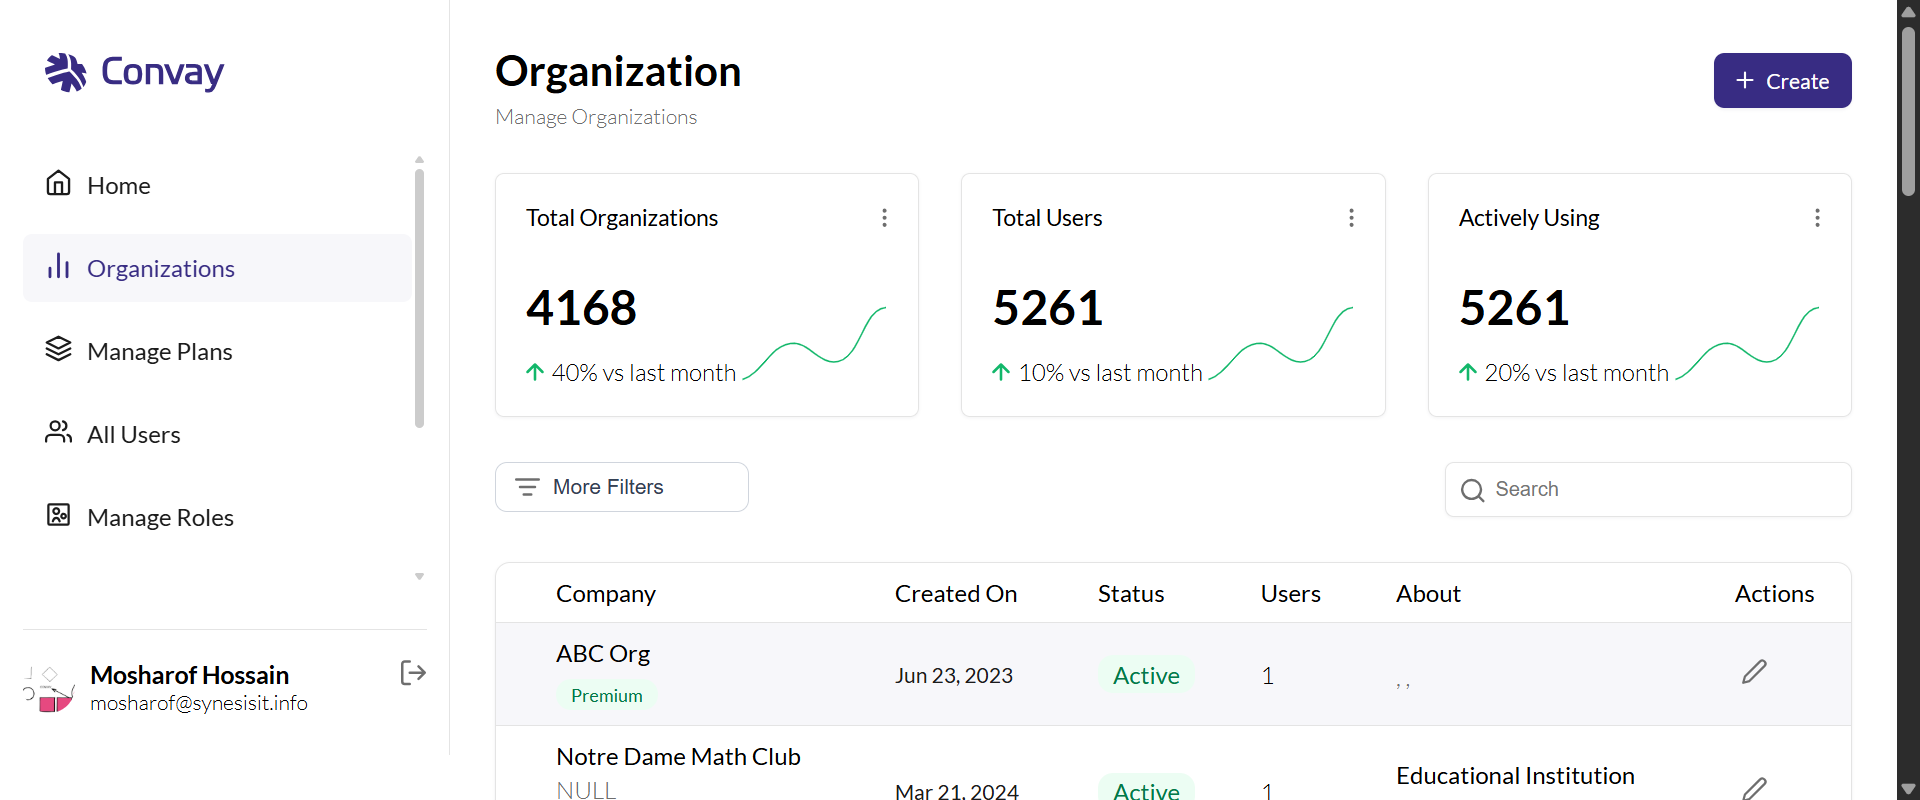 Convay
Home
Organizations
Manage Plans
All Users
Manage Roles
Mosharof Hossain
mosharof@synesisit.info
Organization
Manage Organizations
Create
Total Organizations
4168
40% vs last month
Total Users
5261
10% vs last month
Actively Using
5261
20% vs last month
More Filters
Search
Company Created On Status Users About Actions
ABC Org
Premium
Jun 23, 2023
Active
1
, ,
Notre Dame Math Club
NULL
Mar 21, 2024
Active
1
Educational Institution